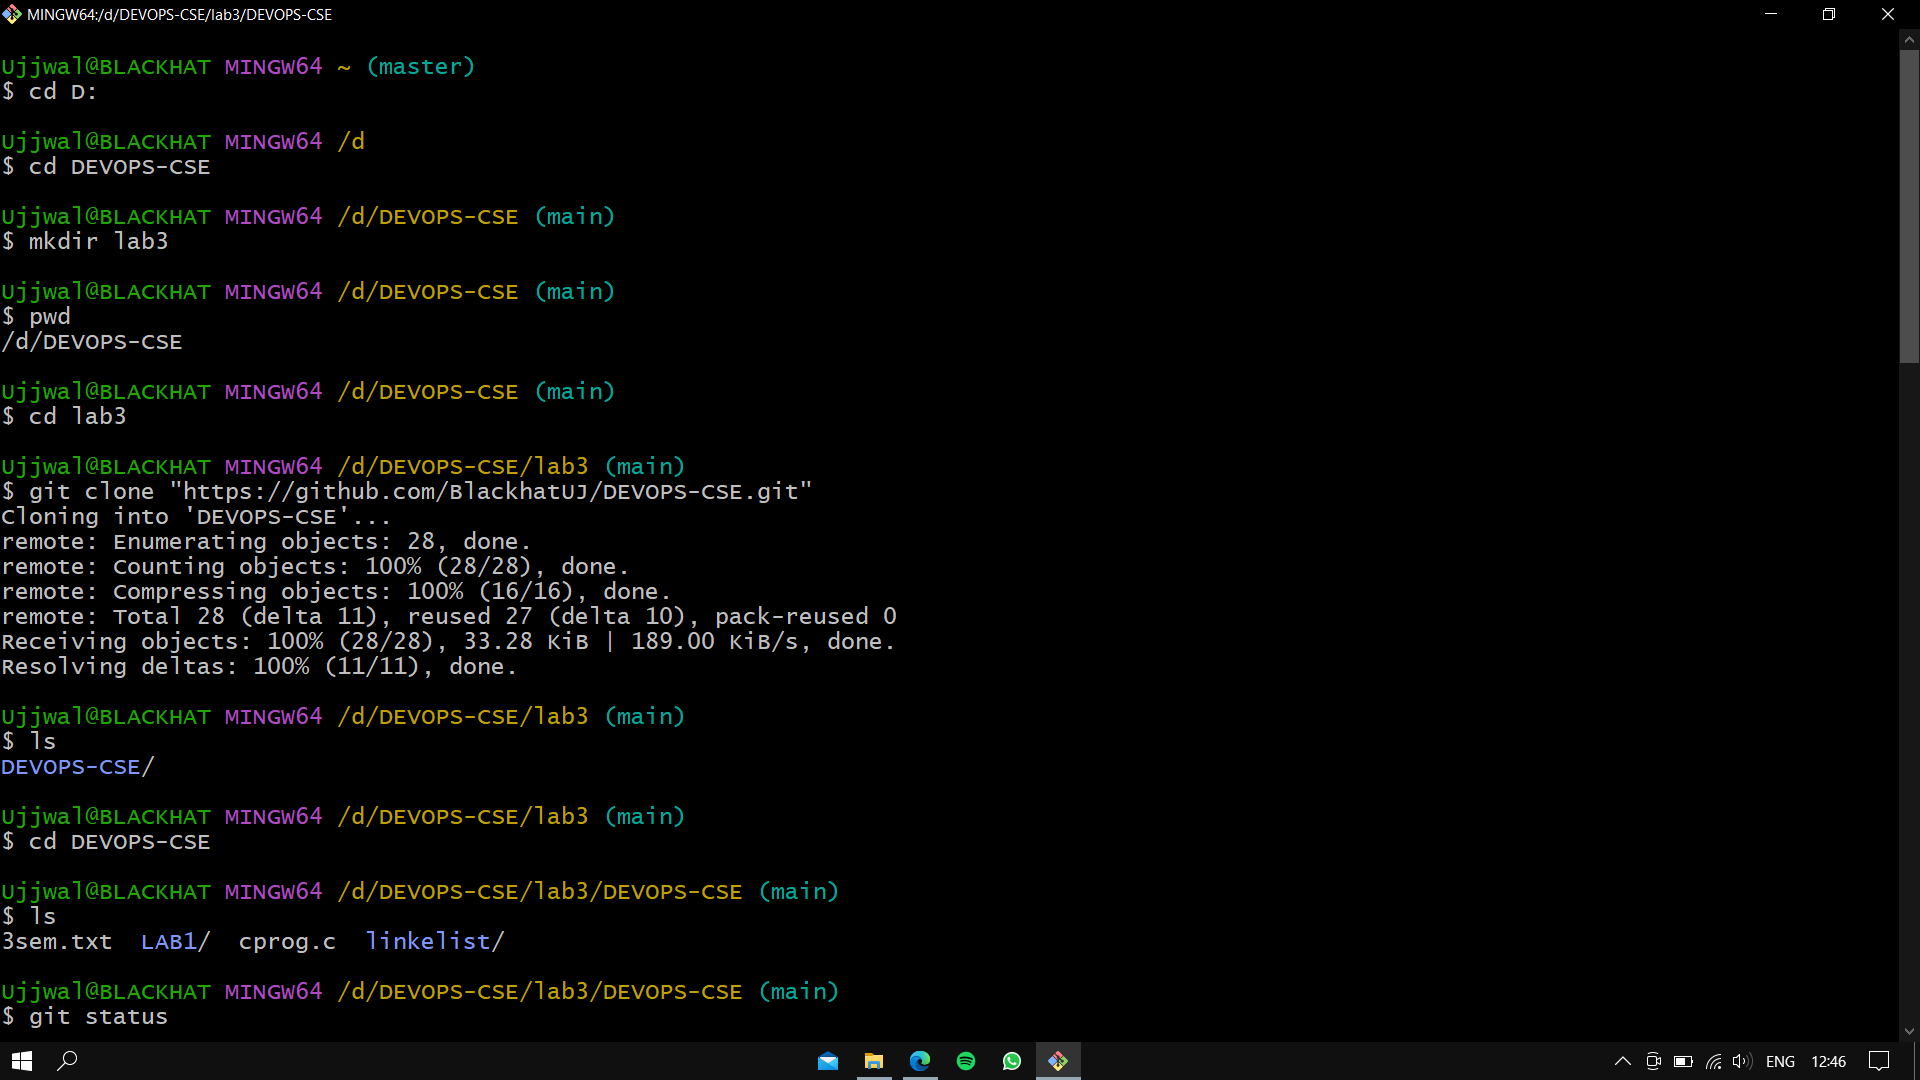 MINGW64:/d/DEVOPS-CSE/lab3/DEVOPS-CSE
Ujjwal@BLACKHAT MINGW64 ~ (master)
$ cd D:
Ujjwal@BLACKHAT MINGW64 /d
$ cd DEVOPS-CSE
Ujjwal@BLACKHAT MINGW64 /d/DEVOPS-CSE (main)
$ mkdir lab3
Ujjwal@BLACKHAT MINGW64 /d/DEVOPS-CSE (main)
$ pwd
/d/DEVOPS-CSE
Ujjwal@BLACKHAT MINGW64 /d/DEVOPS-CSE (main)
$ cd lab3
Ujjwal@BLACKHAT MINGW64 /d/DEVOPS-CSE/lab3 (main)
$ git clone "https://github.com/BlackhatUJ/DEVOPS-CSE.git"
Cloning into 'DEVOPS-CSE'...
remote: Enumerating objects: 28, done.
remote: Counting objects: 100% (28/28), done.
remote: Compressing objects: 100% (16/16), done.
remote: Total 28 (delta 11), reused 27 (delta 10), pack-reused 0
Receiving objects: 100% (28/28), 33.28 KiB | 189.00 KiB/s, done.
Resolving deltas: 100% (11/11), done.
Ujjwal@BLACKHAT MINGW64 /d/DEVOPS-CSE/lab3 (main)
$ ls
DEVOPS-CSE/
Ujjwal@BLACKHAT MINGW64 /d/DEVOPS-CSE/lab3 (main)
$ cd DEVOPS-CSE
Ujjwal@BLACKHAT MINGW64 /d/DEVOPS-CSE/lab3/DEVOPS-CSE (main)
$ ls
3sem.txt  LAB1/  cprog.c  linkelist/
Ujjwal@BLACKHAT MINGW64 /d/DEVOPS-CSE/lab3/DEVOPS-CSE (main)
$ git status
ENG 12:46